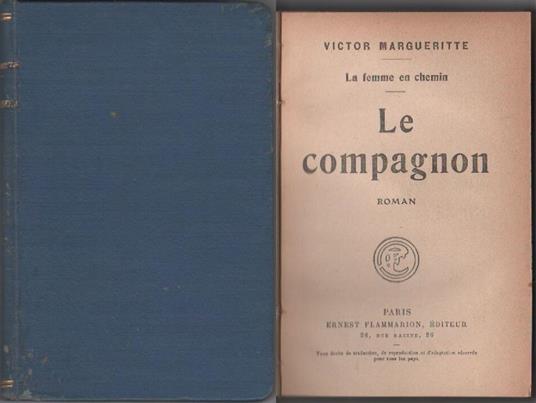 VICTOR MARGUERITTE
La femme en chemin
Le
compagnon
ROMAN
PARIS
ERNEST FLAMMARION, ÉDITEUR
26, RUE RACINE, 26
Tous droits de traduction, de reproduction et d'adaptation réservés
pour tous les pays.